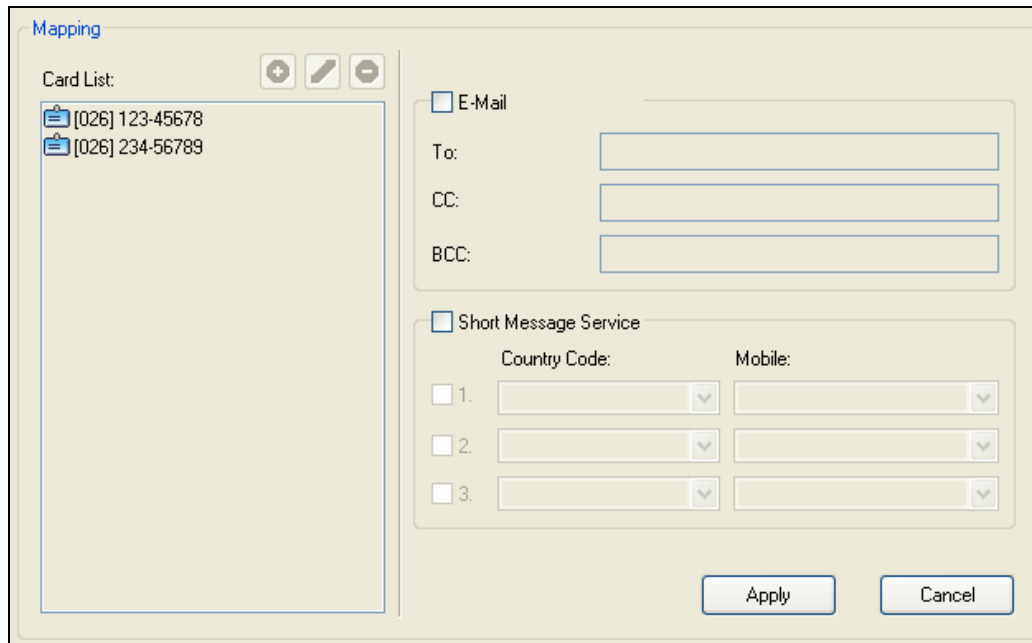 Mapping
Card List:
[026] 123-45678
[026] 234-56789
E-Mail
To:
CC:
BCC:
Short Message Service
Country Code: Mobile:
1.
2.
3.
Apply Cancel